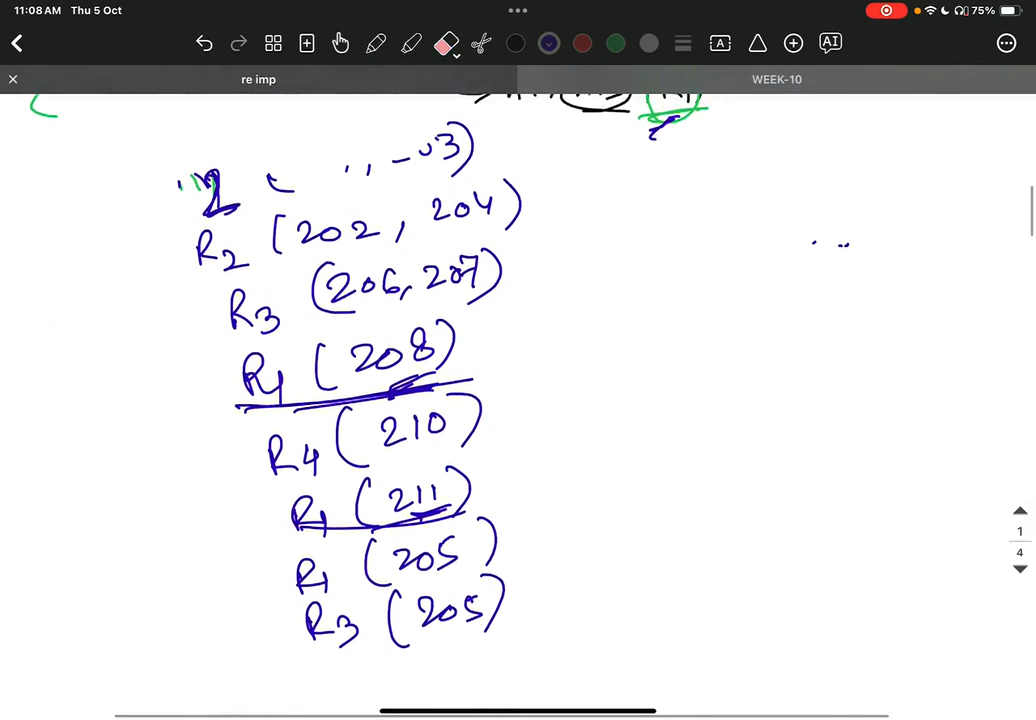 11:08 AM Thu 5 Oct 75%
re imp WEEK-10
R2 (202, 204)
R3 (206, 207)
R1 (208)
R4 (210)
R1 (211)
R1 (205)
R3 (205)
1
4